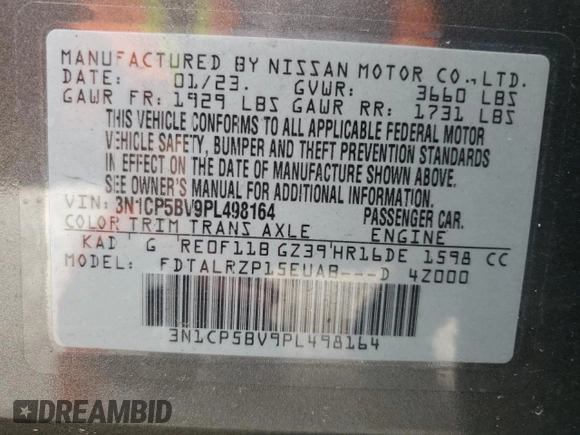 MANUFACTURED BY NISSAN MOTOR CO., LTD.
DATE: 01/23. GVWR: 3660 LBS
GAWR FR: 1929 LBS GAWR RR: 1731 LBS
THIS VEHICLE CONFORMS TO ALL APPLICABLE FEDERAL MOTOR
VEHICLE SAFETY, BUMPER AND THEFT PREVENTION STANDARDS
IN EFFECT ON THE DATE OF MANUFACTURE SHOWN ABOVE.
SEE OWNER'S MANUAL FOR ADDITIONAL INFORMATION.
VIN: 3N1CP5BV9PL498164 PASSENGER CAR.
COLOR TRIM TRANS AXLE ENGINE
KAD G RE0F11B GZ39 HR16DE 1598 CC
MODEL: FDTALRZP15EUAB---D 4Z000
3N1CP5BV9PL498164
DREAMBID